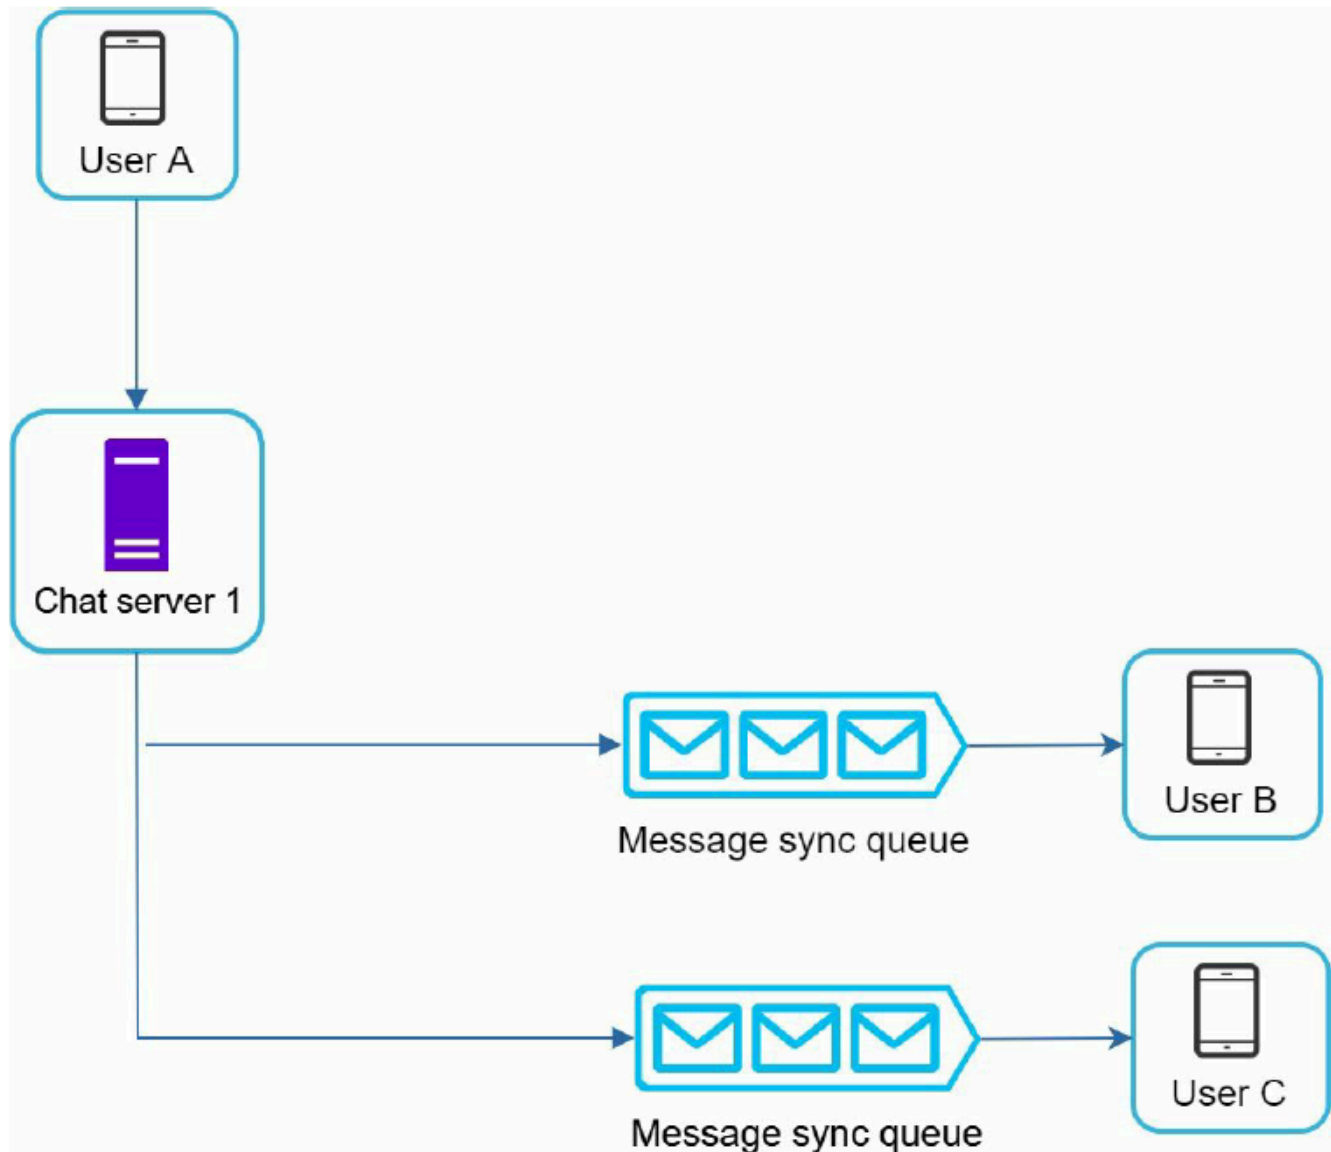 User A
Chat server 1
Message sync queue
User B
Message sync queue
User C